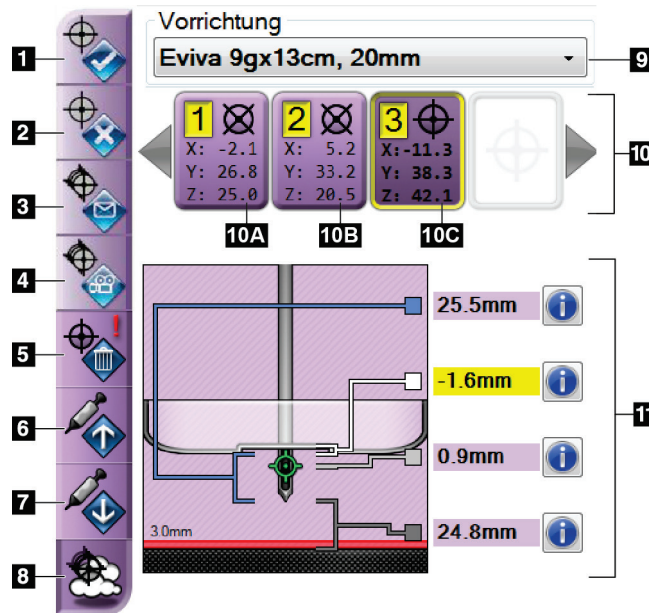 Vorrichtung
1
Eviva 9gx13cm, 20mm
9
2
1
X: -2.1
Y: 26.8
Z: 25.0
2
X: 5.2
Y: 33.2
Z: 20.5
3
X:-11.3
Y: 38.3
Z: 42.1
10
3
10A
10B
10C
4
25.5mm
5
!
-1.6mm
6
11
0.9mm
7
3.0mm
24.8mm
8